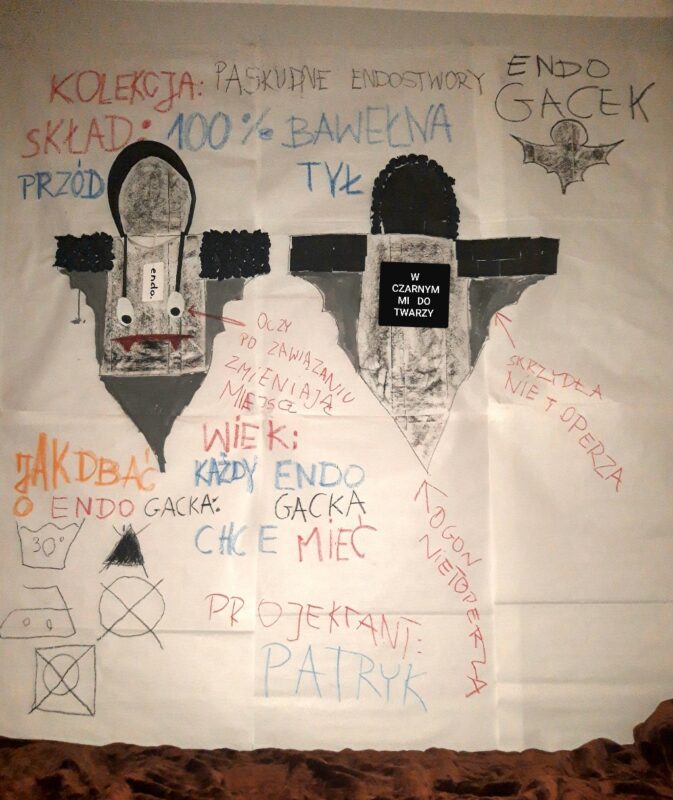 KOLEKCJA: PASKUDNE ENDOSTWORY
ENDO
GACEK
SKŁAD: 100% BAWEŁNA
PRZÓD
TYŁ
endo.
W
CZARNYM
MI DO
TWARZY
OCZY
PO ZAWIĄZANIU
ZMIENIAJĄ
MIEJSCE
SKRZYDŁA
NIETOPERZA
JAK DBAĆ
O ENDO GACKA:
30°
WIEK:
KAŻDY ENDO
GACKA
CHCE MIEĆ
OGON
NIETOPERZA
PROJEKTANT:
PATRYK